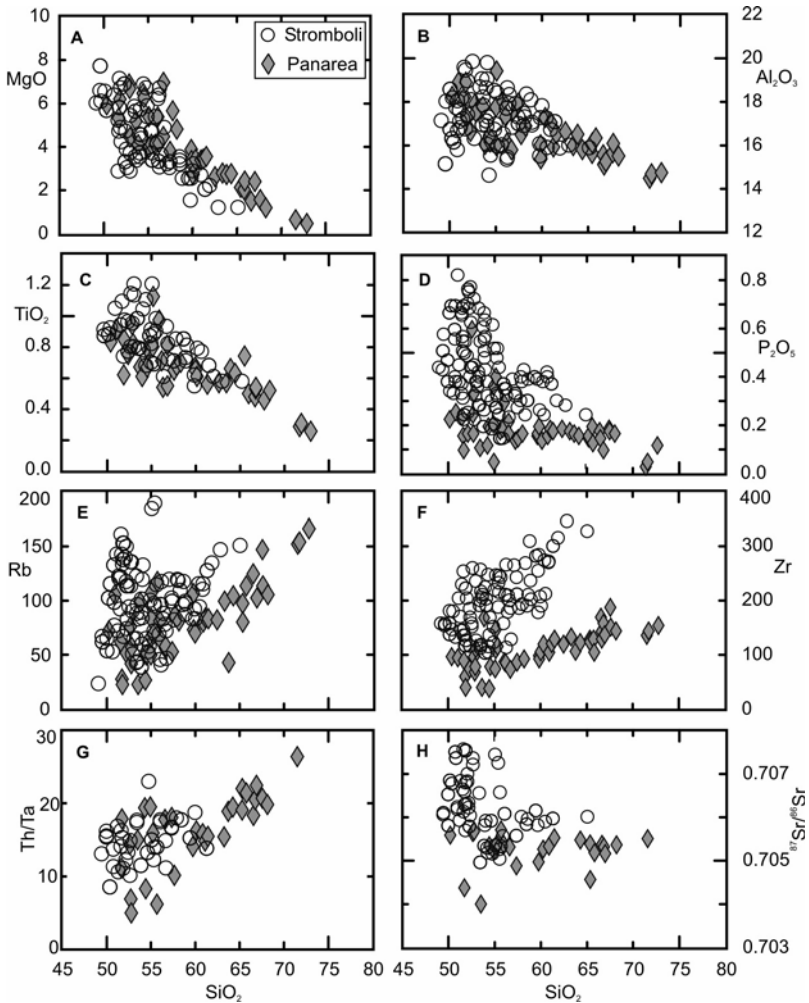 10
A
Stromboli
Panarea
MgO
8
6
4
2
0
B
22
20
Al2O3
18
16
14
12
C
1.2
TiO2
0.8
0.4
0.0
D
0.8
0.6
P2O5
0.4
0.2
0.0
200
E
150
Rb
100
50
0
F
400
300
Zr
200
100
0
30
G
20
Th/Ta
10
0
H
0.707
87Sr/86Sr
0.705
0.703
45 50 55 60 65 70 75 80
SiO2
45 50 55 60 65 70 75 80
SiO2